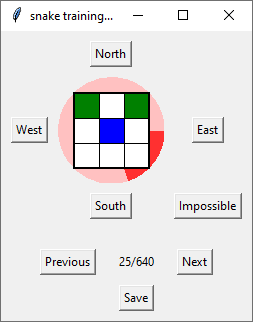 snake training...
North
West
East
South
Impossible
Previous
25/640
Next
Save